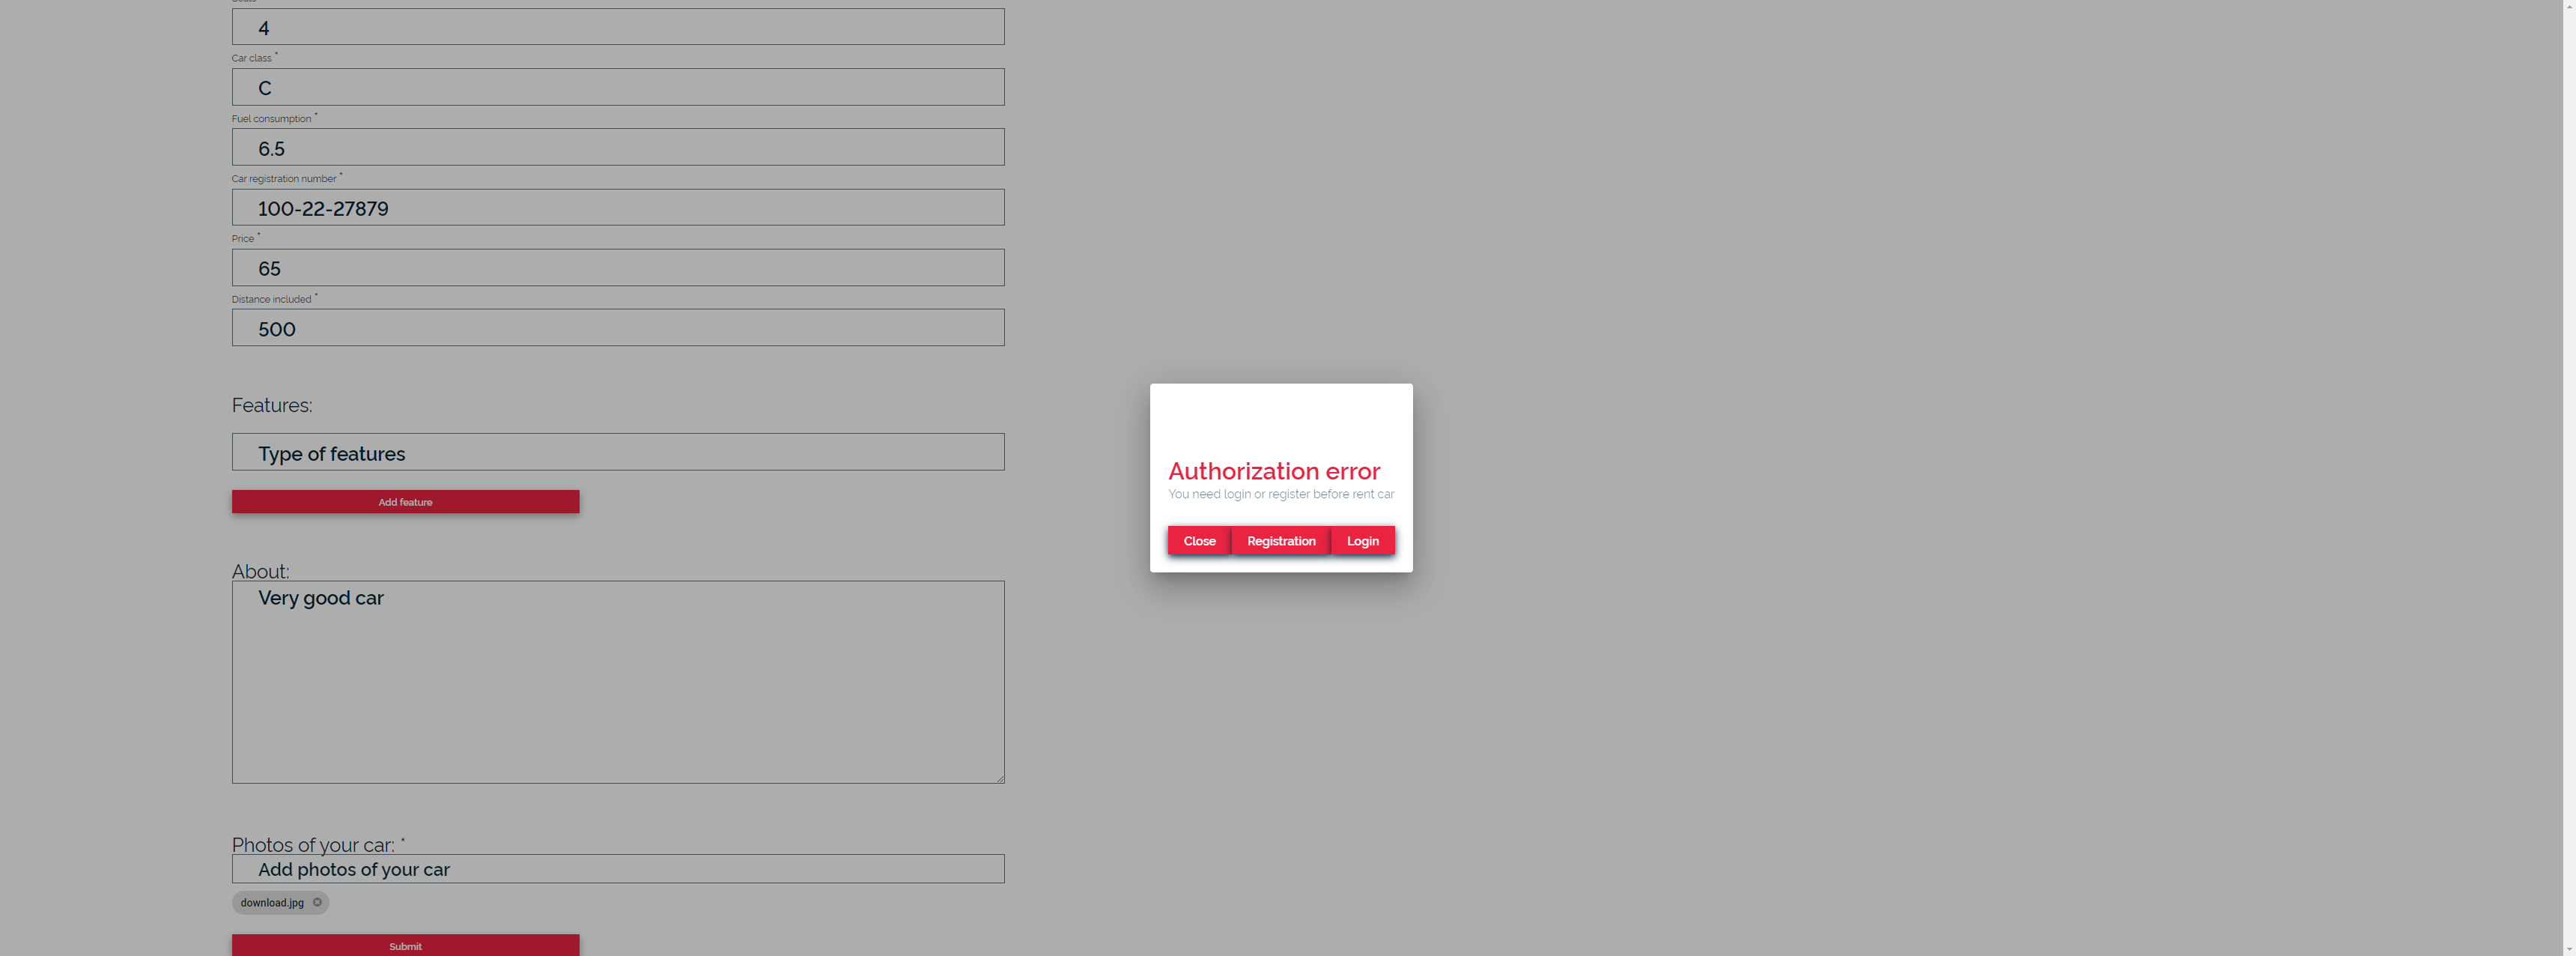 4
Car class *
C
Fuel consumption *
6.5
Car registration number *
100-22-27879
Price *
65
Distance included *
500
Features:
Type of features
Add feature
About:
Very good car
Photos of your car: *
Add photos of your car
download.jpg
Submit
Authorization error
You need login or register before rent car
Close Registration Login